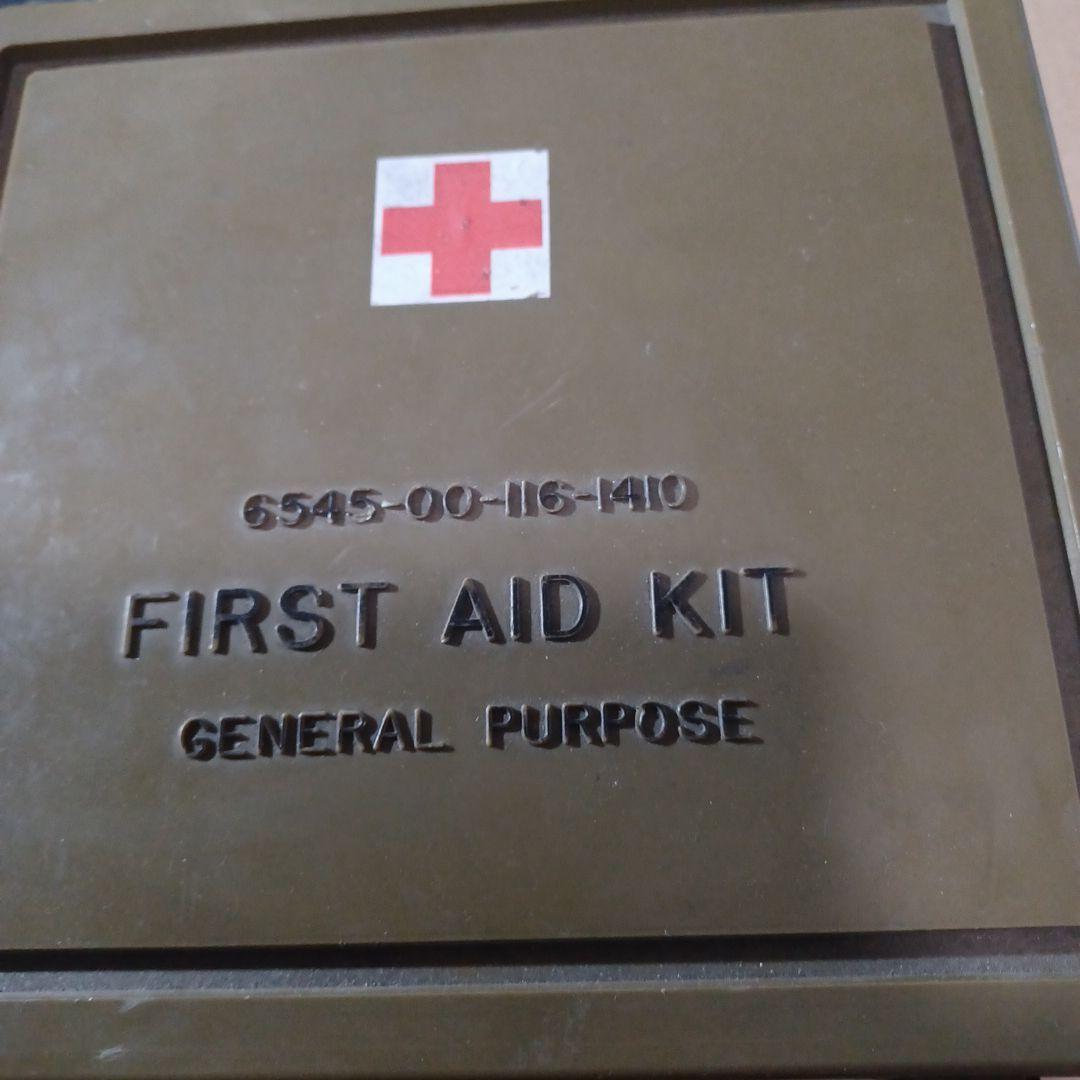 6545-00-116-1410
FIRST AID KIT
GENERAL PURPOSE